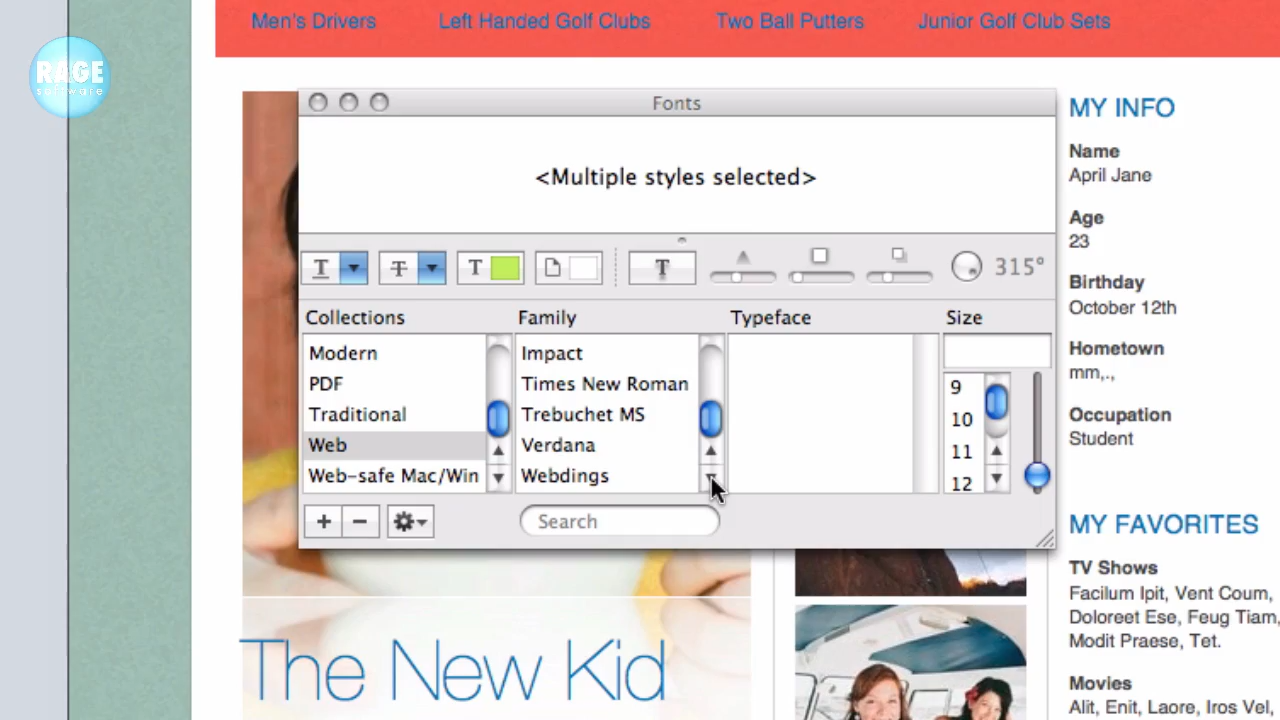 Men's Drivers Left Handed Golf Clubs Two Ball Putters Junior Golf Club Sets
RAGE
software
Fonts
<Multiple styles selected>
T T T T 315°
Collections Family Typeface Size
Modern Impact
PDF Times New Roman 9
Traditional Trebuchet MS 10
Web Verdana 11
Web-safe Mac/Win Webdings 12
+ − Search
MY INFO
Name
April Jane
Age
23
Birthday
October 12th
Hometown
mm,.,
Occupation
Student
MY FAVORITES
TV Shows
Facilum Ipit, Vent Coum,
Doloreet Ese, Feug Tiam,
Modit Praese, Tet.
Movies
Alit, Enit, Laore, Iros Vel,
The New Kid